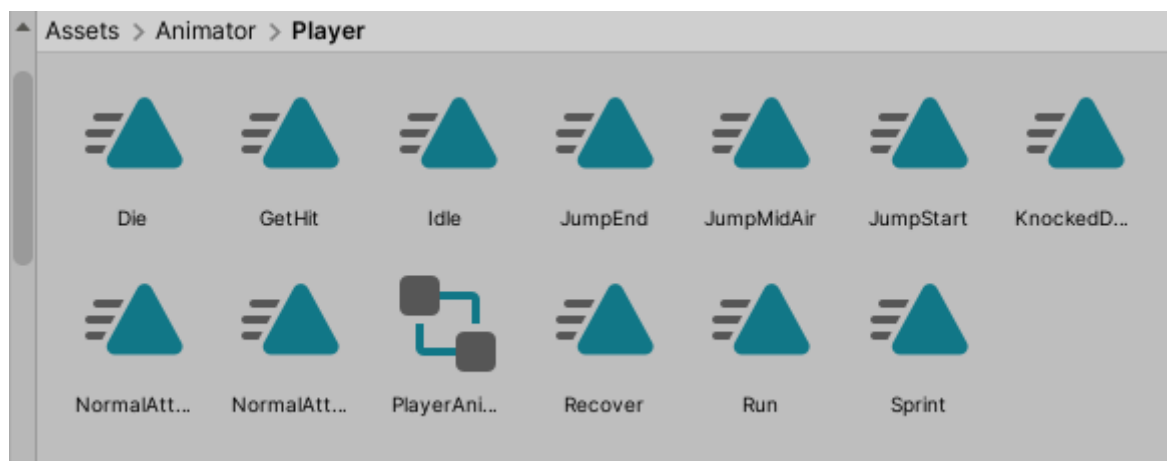 Assets > Animator > Player
Die GetHit Idle JumpEnd JumpMidAir JumpStart KnockedD...
NormalAtt... NormalAtt... PlayerAni... Recover Run Sprint